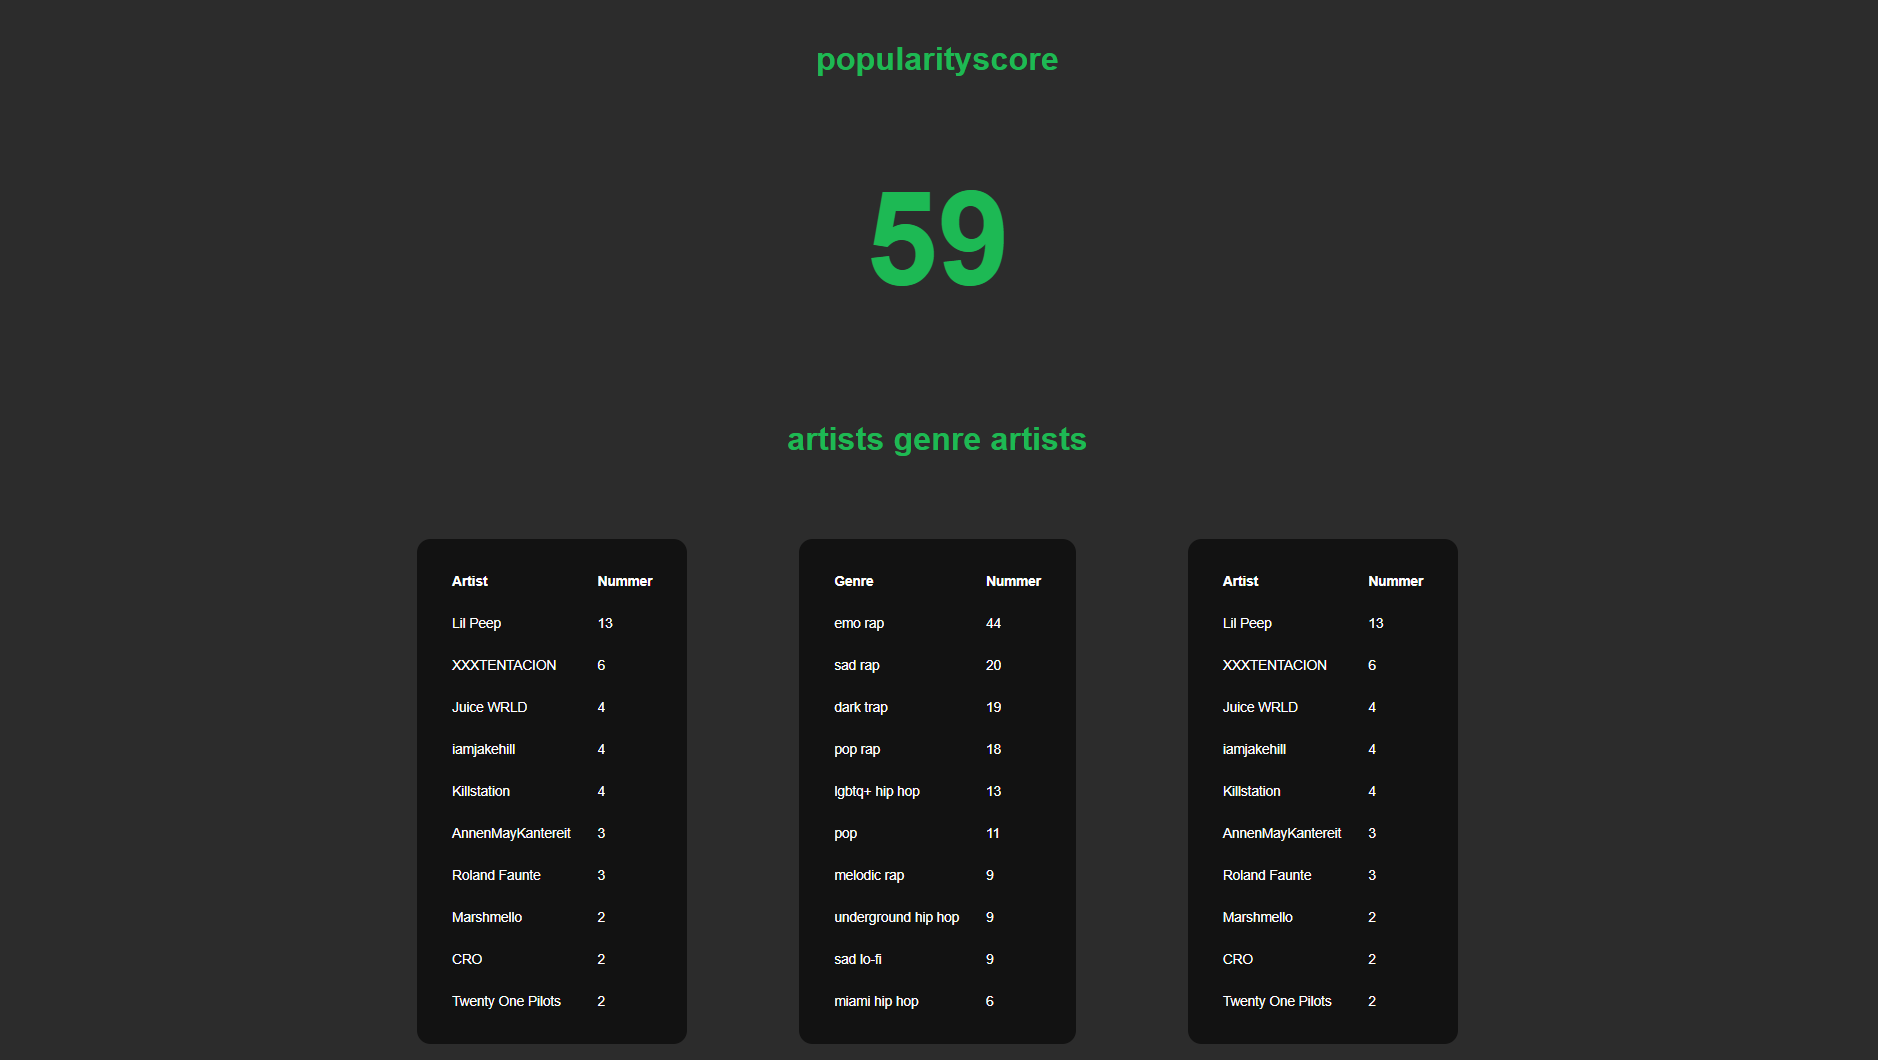 popularityscore
59
artists genre artists
Artist Nummer
Lil Peep 13
XXXTENTACION 6
Juice WRLD 4
iamjakehill 4
Killstation 4
AnnenMayKantereit 3
Roland Faunte 3
Marshmello 2
CRO 2
Twenty One Pilots 2
Genre Nummer
emo rap 44
sad rap 20
dark trap 19
pop rap 18
lgbtq+ hip hop 13
pop 11
melodic rap 9
underground hip hop 9
sad lo-fi 9
miami hip hop 6
Artist Nummer
Lil Peep 13
XXXTENTACION 6
Juice WRLD 4
iamjakehill 4
Killstation 4
AnnenMayKantereit 3
Roland Faunte 3
Marshmello 2
CRO 2
Twenty One Pilots 2